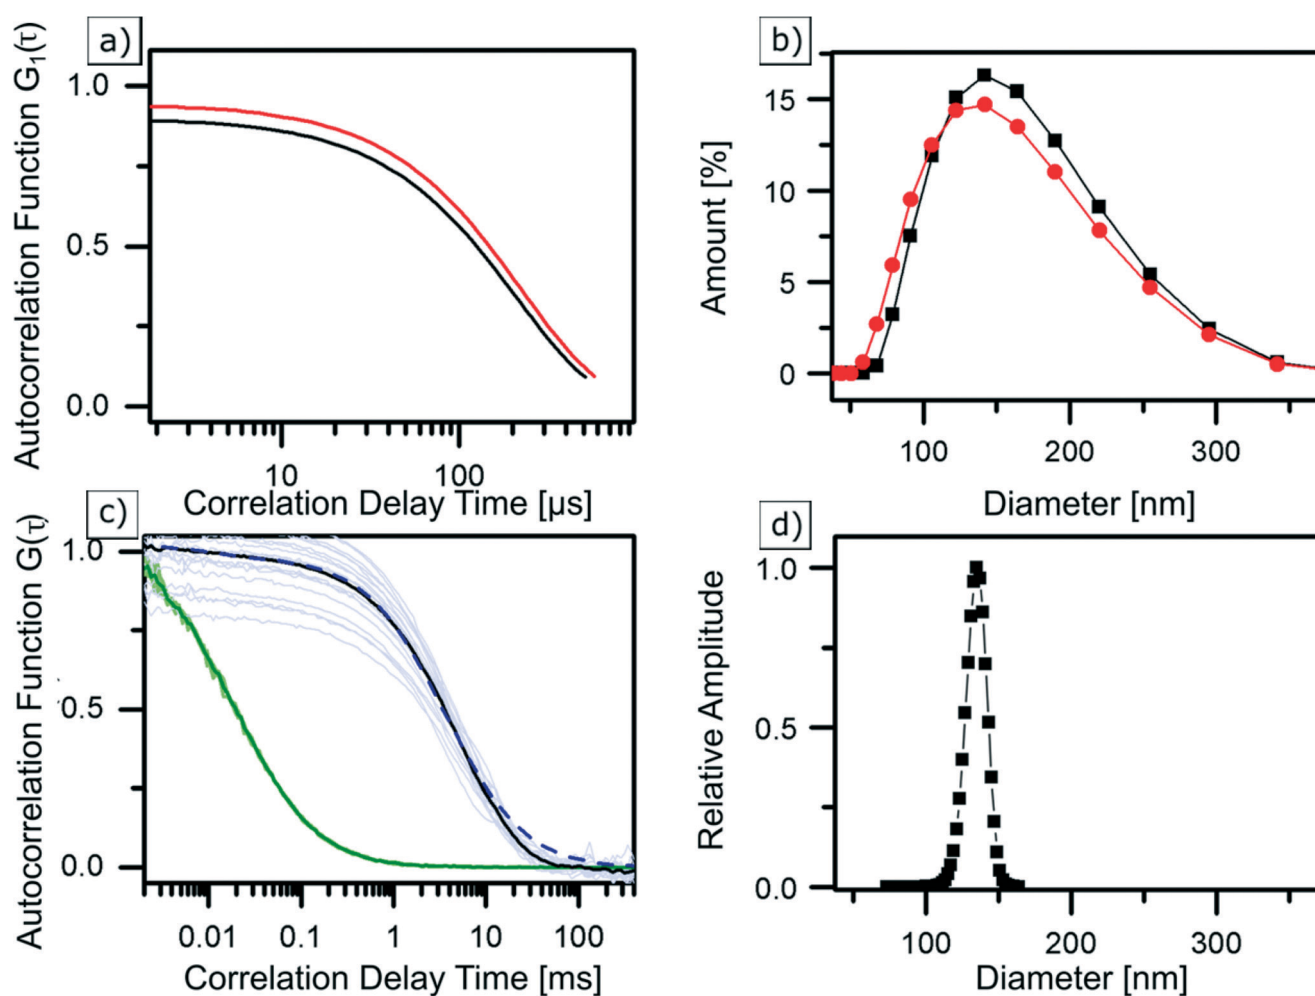 a)
Autocorrelation Function G₁(τ)
1.0
0.5
0.0
10
100
Correlation Delay Time [µs]
b)
Amount [%]
15
10
5
0
100
200
300
Diameter [nm]
c)
Autocorrelation Function G(τ)
1.0
0.5
0.0
0.01
0.1
1
10
100
Correlation Delay Time [ms]
d)
Relative Amplitude
1.0
0.5
0.0
100
200
300
Diameter [nm]